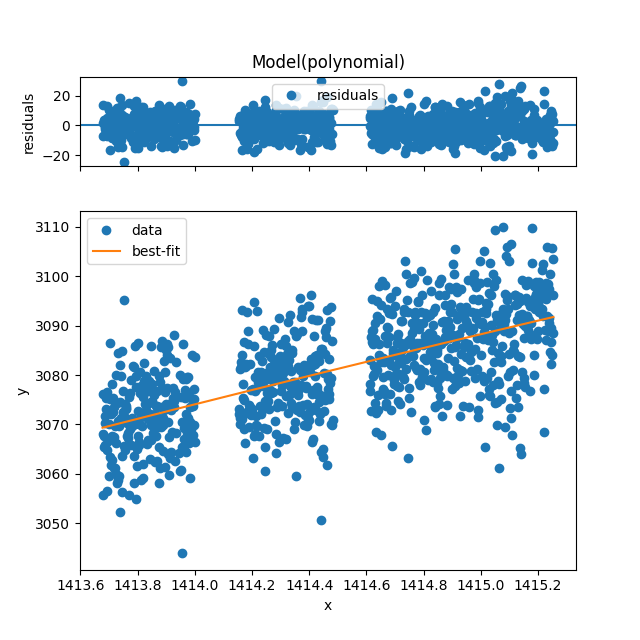 Model(polynomial)
20
0
−20
residuals
residuals
3110
3100
3090
3080
3070
3060
3050
y
data
best-fit
1413.6 1413.8 1414.0 1414.2 1414.4 1414.6 1414.8 1415.0 1415.2
x